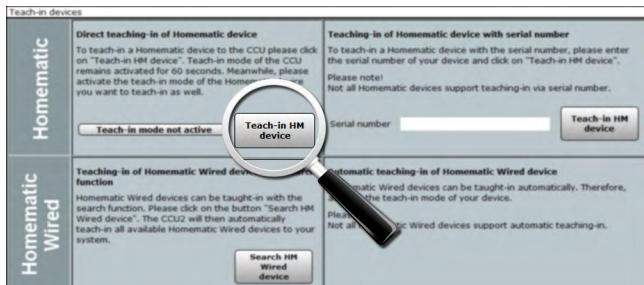 Teach-in devices
Homematic
Direct teaching-in of Homematic device
To teach-in a Homematic device to the CCU please click
on "Teach-in HM device". Teach-in mode of the CCU
remains activated for 60 seconds. Meanwhile, please
activate the teach-in mode of the Homematic device
you want to teach-in as well.
Teach-in mode not active
Teach-in HM
device
Teaching-in of Homematic device with serial number
To teach-in a Homematic device with the serial number, please enter
the serial number of your device and click on "Teach-in HM device".
Please note!
Not all Homematic devices support teaching-in via serial number.
Serial number
Teach-in HM
device
Homematic
Wired
Teaching-in of Homematic Wired
function
Homematic Wired devices can be taught-in with the
search function. Please click on the button "Search HM
Wired device". The CCU2 will then automatically
teach-in all available Homematic Wired devices to your
system.
Search HM
Wired
device
Automatic teaching-in of Homematic Wired device
Wired devices can be taught-in automatically. Therefore,
the teach-in mode of your device.
Not all Wired devices support automatic teaching-in.